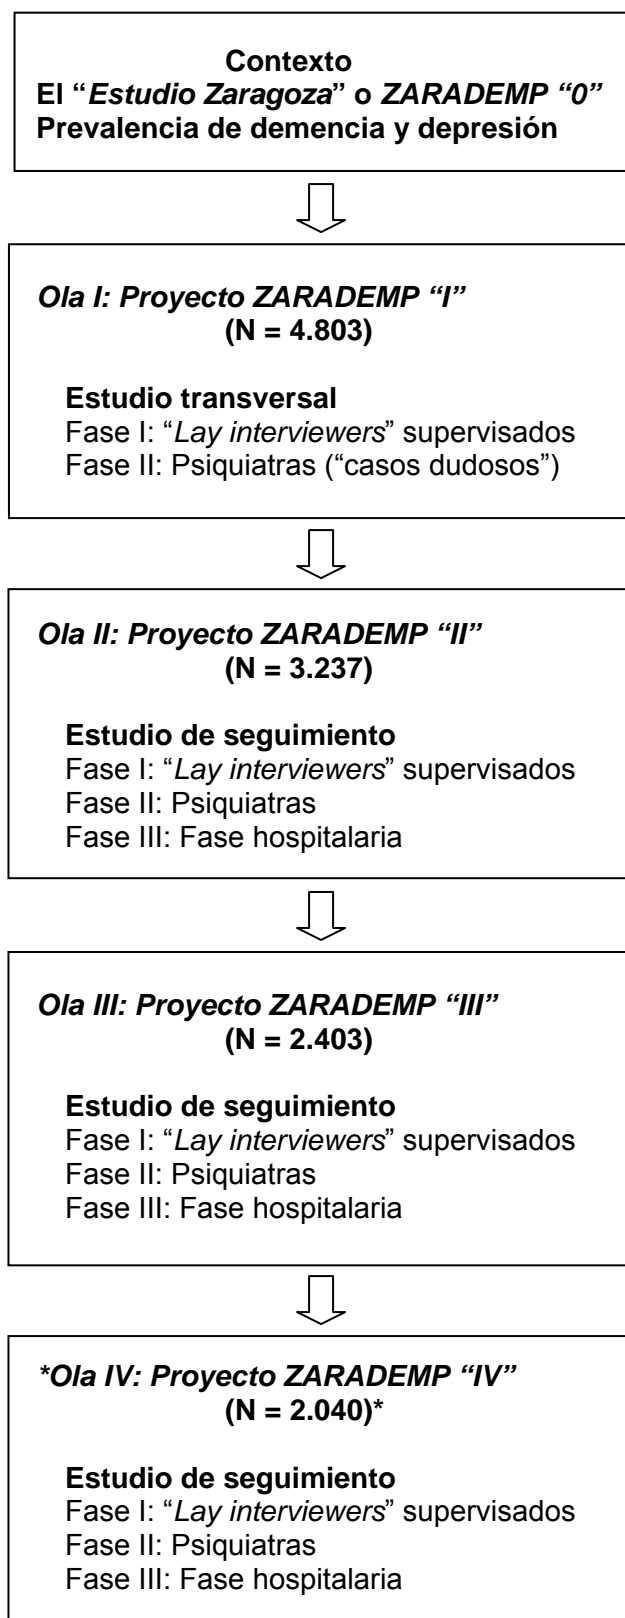 Contexto
El “Estudio Zaragoza” o ZARADEMP “0”
Prevalencia de demencia y depresión
Ola I: Proyecto ZARADEMP “I”
(N = 4.803)
Estudio transversal
Fase I: “Lay interviewers” supervisados
Fase II: Psiquiatras (“casos dudosos”)
Ola II: Proyecto ZARADEMP “II”
(N = 3.237)
Estudio de seguimiento
Fase I: “Lay interviewers” supervisados
Fase II: Psiquiatras
Fase III: Fase hospitalaria
Ola III: Proyecto ZARADEMP “III”
(N = 2.403)
Estudio de seguimiento
Fase I: “Lay interviewers” supervisados
Fase II: Psiquiatras
Fase III: Fase hospitalaria
*Ola IV: Proyecto ZARADEMP “IV”
(N = 2.040)*
Estudio de seguimiento
Fase I: “Lay interviewers” supervisados
Fase II: Psiquiatras
Fase III: Fase hospitalaria